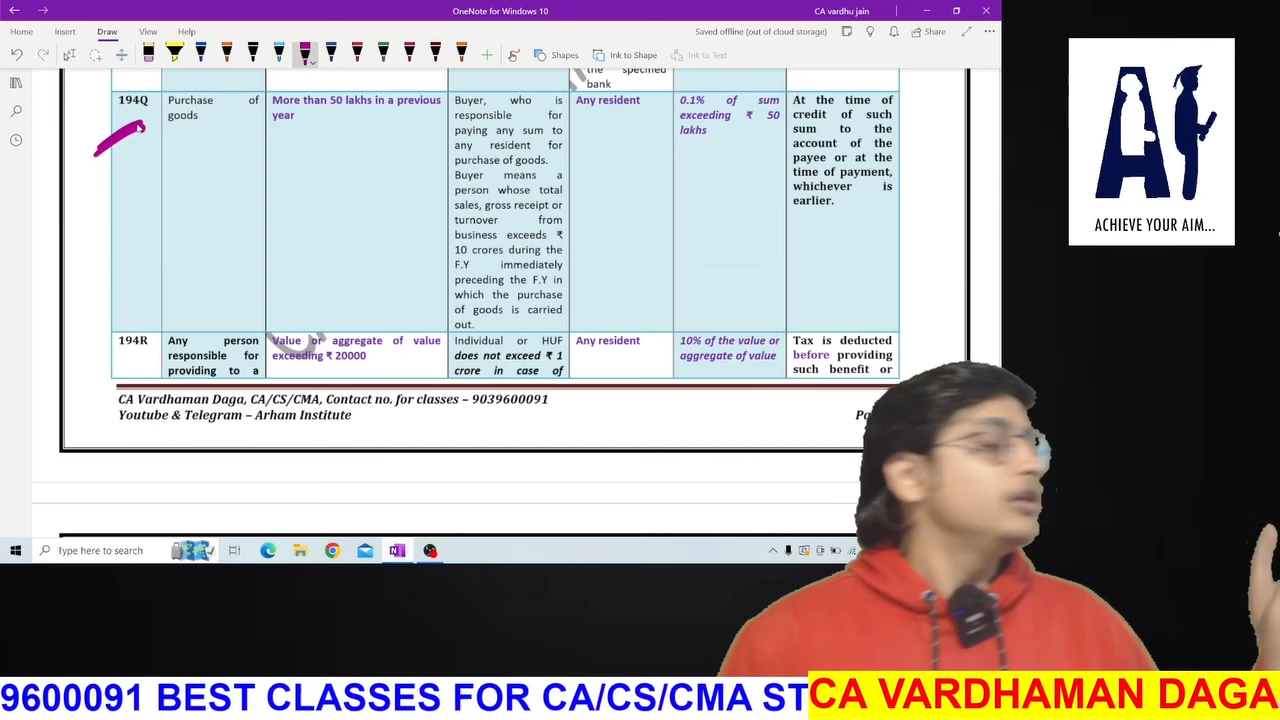 OneNote for Windows 10
CA vardhu jain
Home Insert Draw View Help
Saved offline (out of cloud storage)
Share
Shapes
Ink to Shape
Ink to Text
the specified
bank
194Q
Purchase of
goods
More than 50 lakhs in a previous
year
Buyer, who is
responsible for
paying any sum to
any resident for
purchase of goods.
Buyer means a
person whose total
sales, gross receipt or
turnover from
business exceeds ₹
10 crores during the
F.Y immediately
preceding the F.Y in
which the purchase
of goods is carried
out.
Any resident
0.1% of sum
exceeding ₹ 50
lakhs
At the time of
credit of such
sum to the
account of the
payee or at the
time of payment,
whichever is
earlier.
194R
Any person
responsible for
providing to a
Value or aggregate of value
exceeding ₹ 20000
Individual or HUF
does not exceed ₹ 1
crore in case of
Any resident
10% of the value or
aggregate of value
Tax is deducted
before providing
such benefit or
CA Vardhaman Daga, CA/CS/CMA, Contact no. for classes – 9039600091
Youtube & Telegram – Arham Institute
Type here to search
ACHIEVE YOUR AIM...
9600091 BEST CLASSES FOR CA/CS/CMA ST
CA VARDHAMAN DAGA